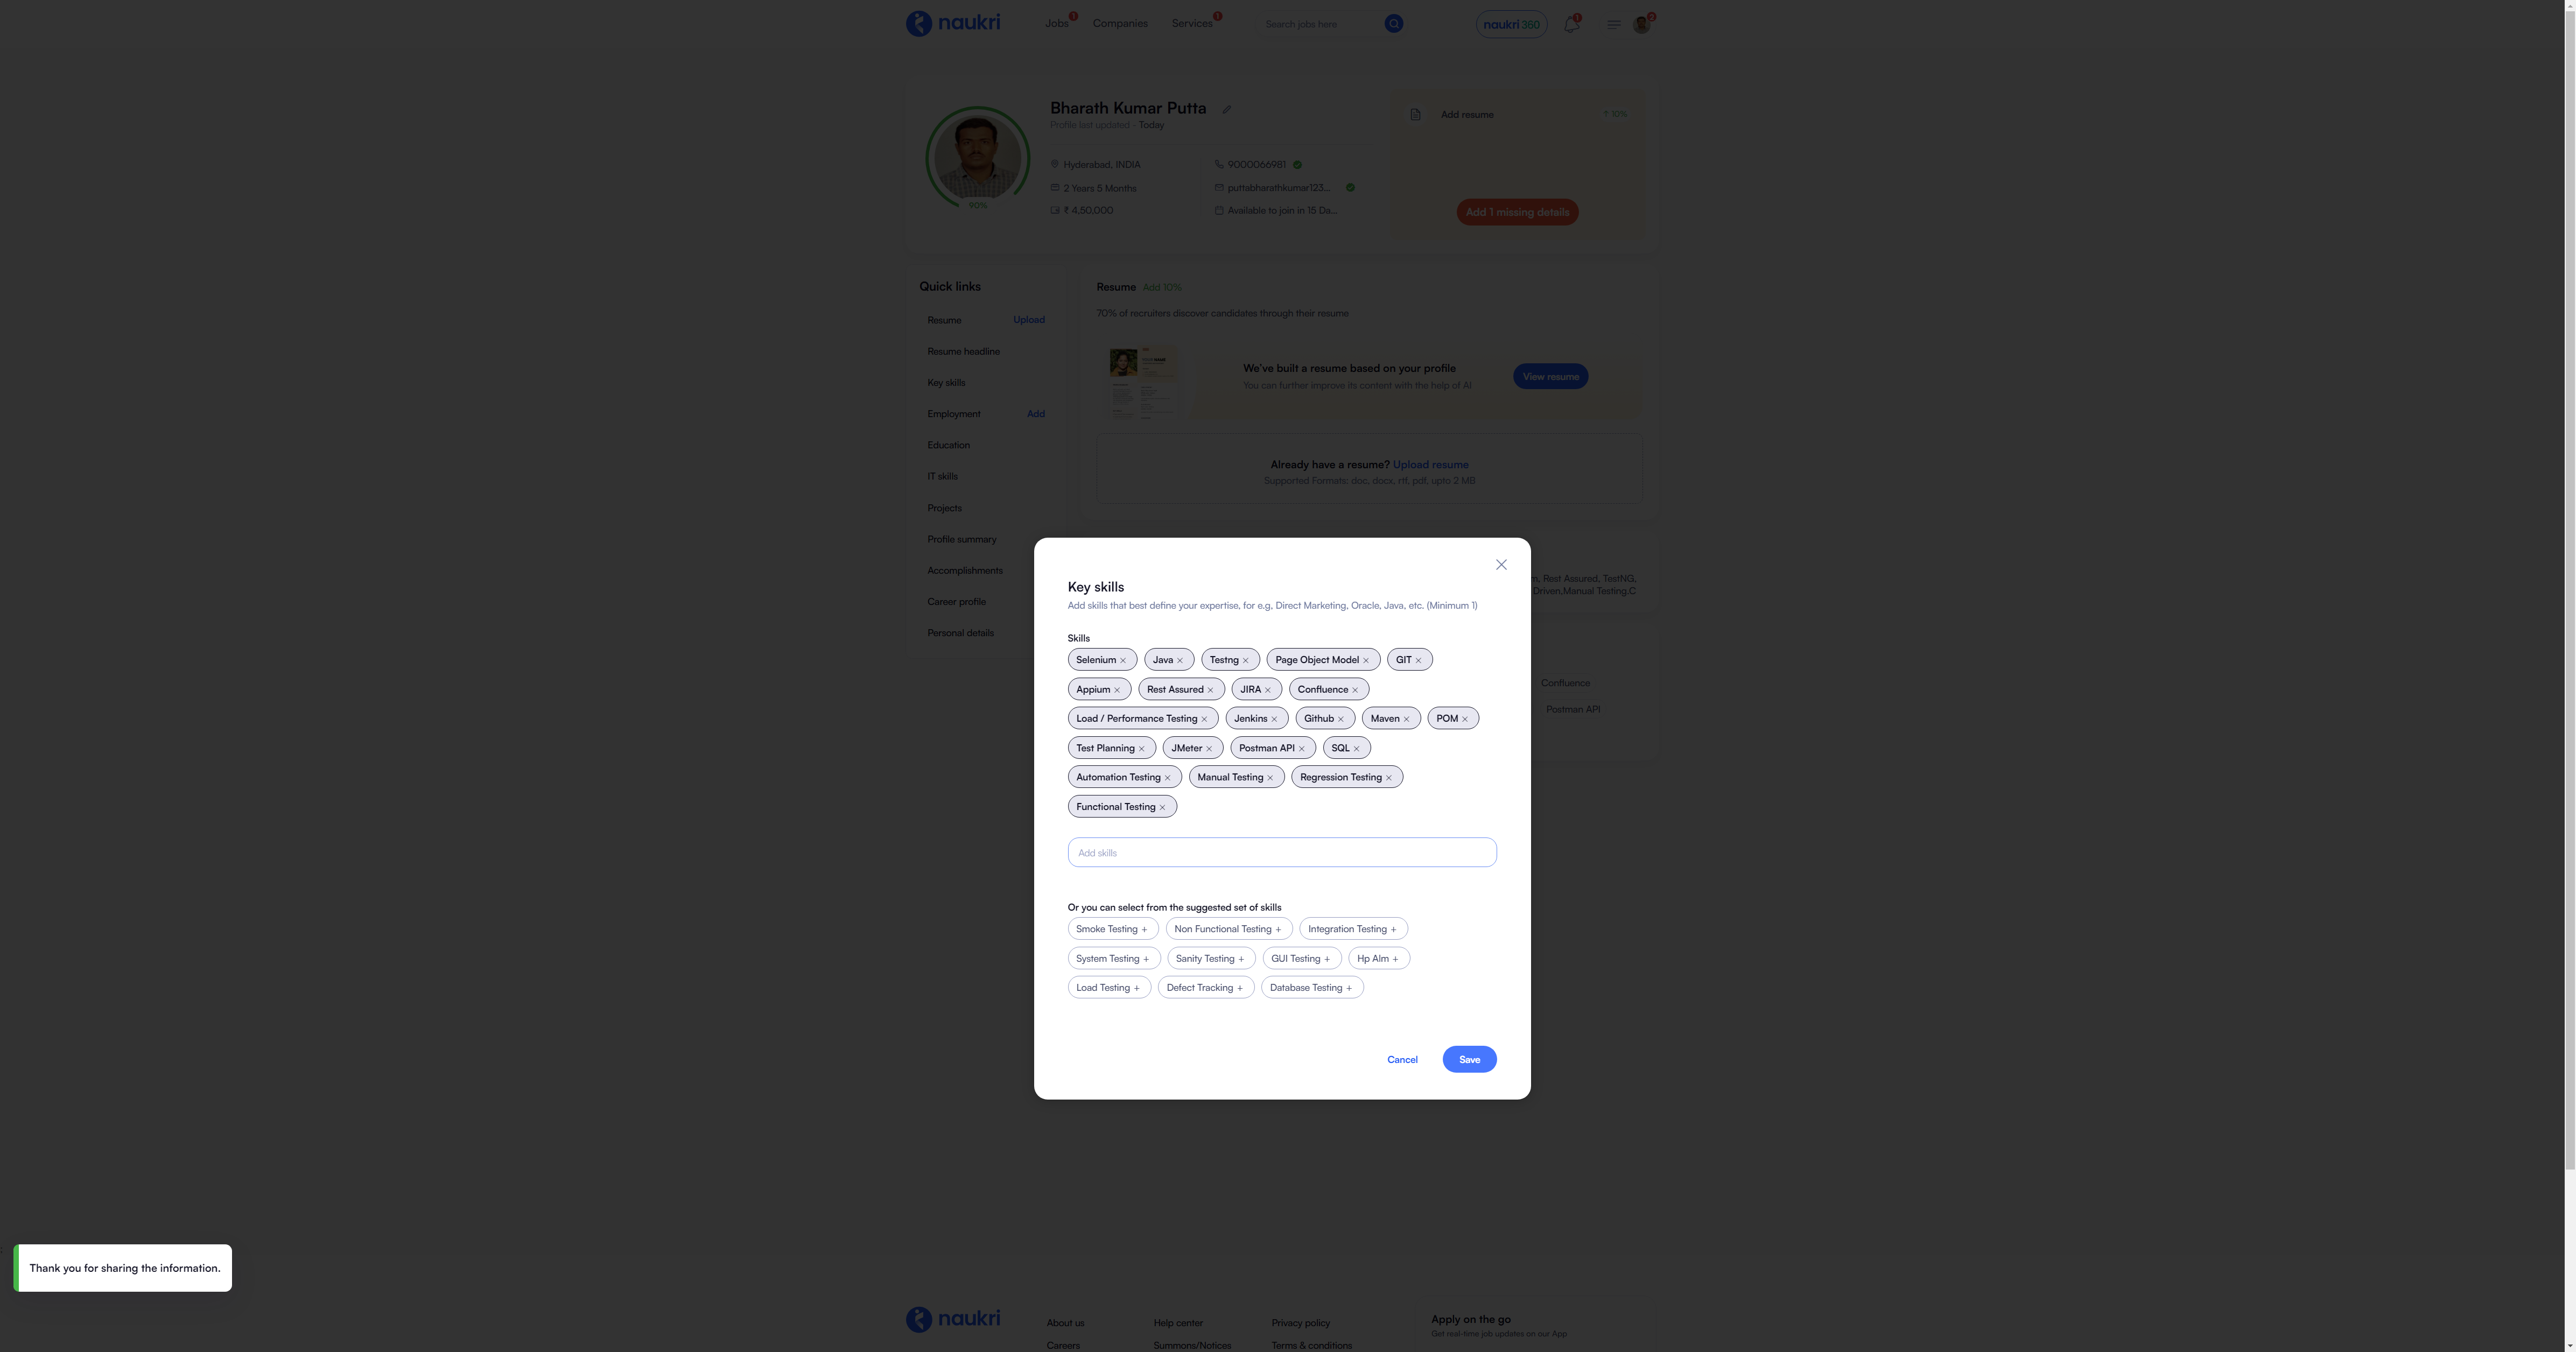 naukri
Jobs 1 Companies Services 1
Search jobs here
naukri 360
1
2
Bharath Kumar Putta
Profile last updated - Today
Hyderabad, INDIA
9000066981
2 Years 5 Months
puttabharathkumar123...
₹ 4,50,000
Available to join in 15 Da...
90%
Add resume
↑ 10%
Add 1 missing details
Quick links
Resume Upload
Resume headline
Key skills
Employment Add
Education
IT skills
Projects
Profile summary
Accomplishments
Career profile
Personal details
Resume Add 10%
70% of recruiters discover candidates through their resume
We've built a resume based on your profile
You can further improve its content with the help of AI
View resume
Already have a resume? Upload resume
Supported Formats: doc, docx, rtf, pdf, upto 2 MB
m, Rest Assured, TestNG,
Driven,Manual Testing.C
Confluence
Postman API
Key skills
Add skills that best define your expertise, for e.g, Direct Marketing, Oracle, Java, etc. (Minimum 1)
Skills
Selenium Java Testng Page Object Model GIT
Appium Rest Assured JIRA Confluence
Load / Performance Testing Jenkins Github Maven POM
Test Planning JMeter Postman API SQL
Automation Testing Manual Testing Regression Testing
Functional Testing
Add skills
Or you can select from the suggested set of skills
Smoke Testing + Non Functional Testing + Integration Testing +
System Testing + Sanity Testing + GUI Testing + Hp Alm +
Load Testing + Defect Tracking + Database Testing +
Cancel Save
Thank you for sharing the information.
naukri
About us Help center Privacy policy
Careers Summons/Notices Terms & conditions
Apply on the go
Get real-time job updates on our App